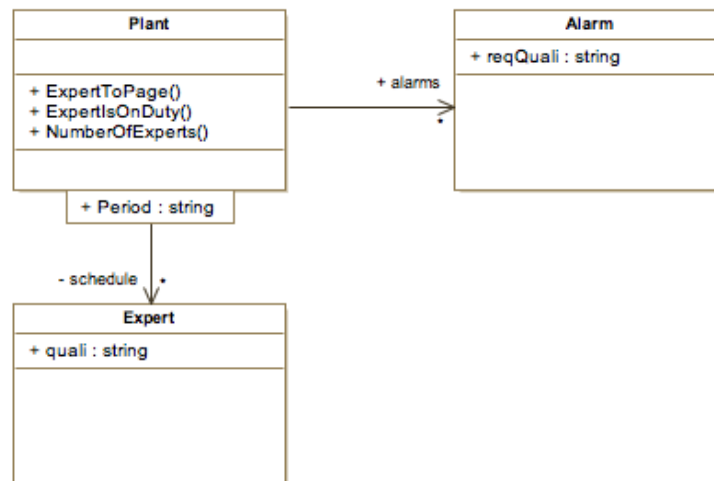 Plant
+ ExpertToPage()
+ ExpertIsOnDuty()
+ NumberOfExperts()
+ Period : string
+ alarms
*
Alarm
+ reqQuali : string
- schedule
*
Expert
+ quali : string